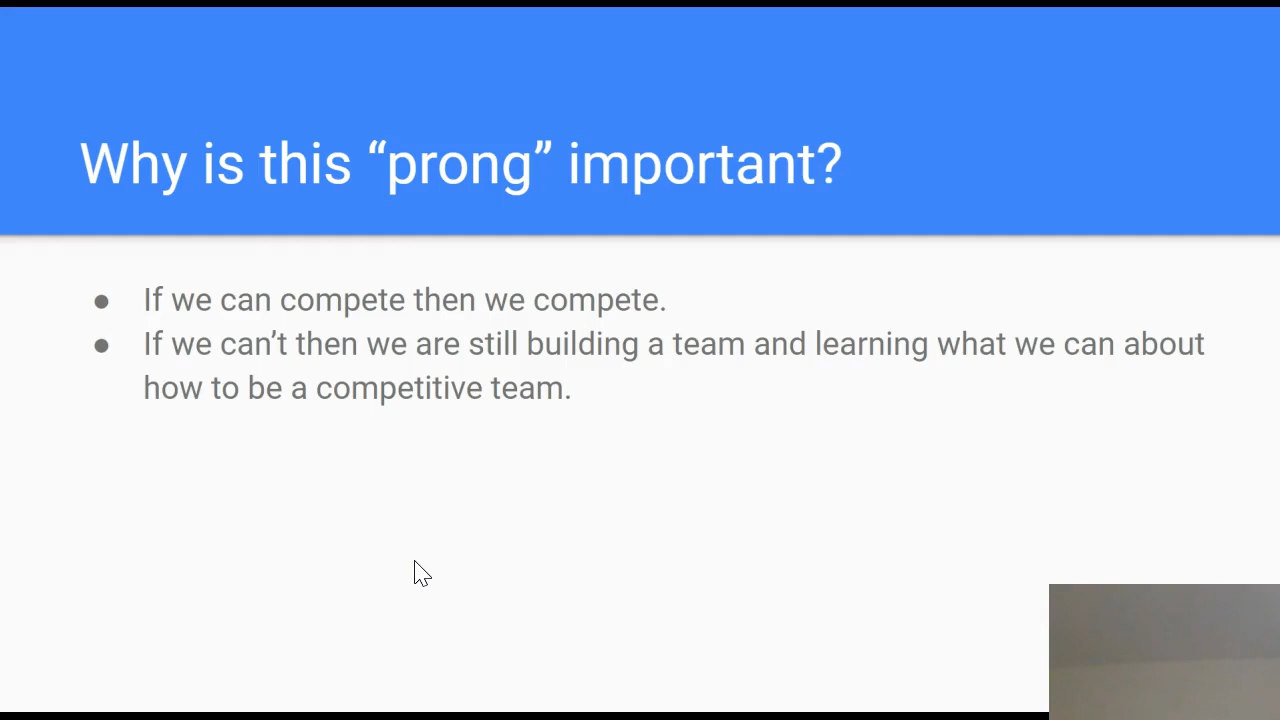 Why is this “prong” important?
● If we can compete then we compete.
● If we can’t then we are still building a team and learning what we can about
how to be a competitive team.